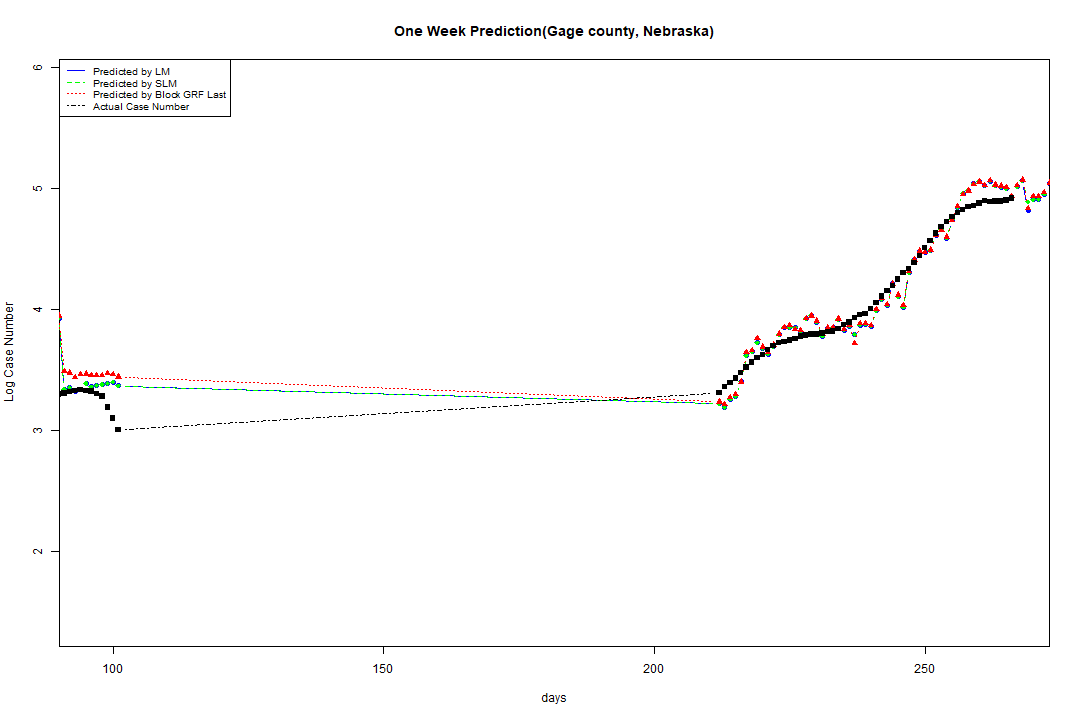 One Week Prediction(Gage county, Nebraska)
Predicted by LM
Predicted by SLM
Predicted by Block GRF Last
Actual Case Number
6
5
4
3
2
Log Case Number
100 150 200 250
days